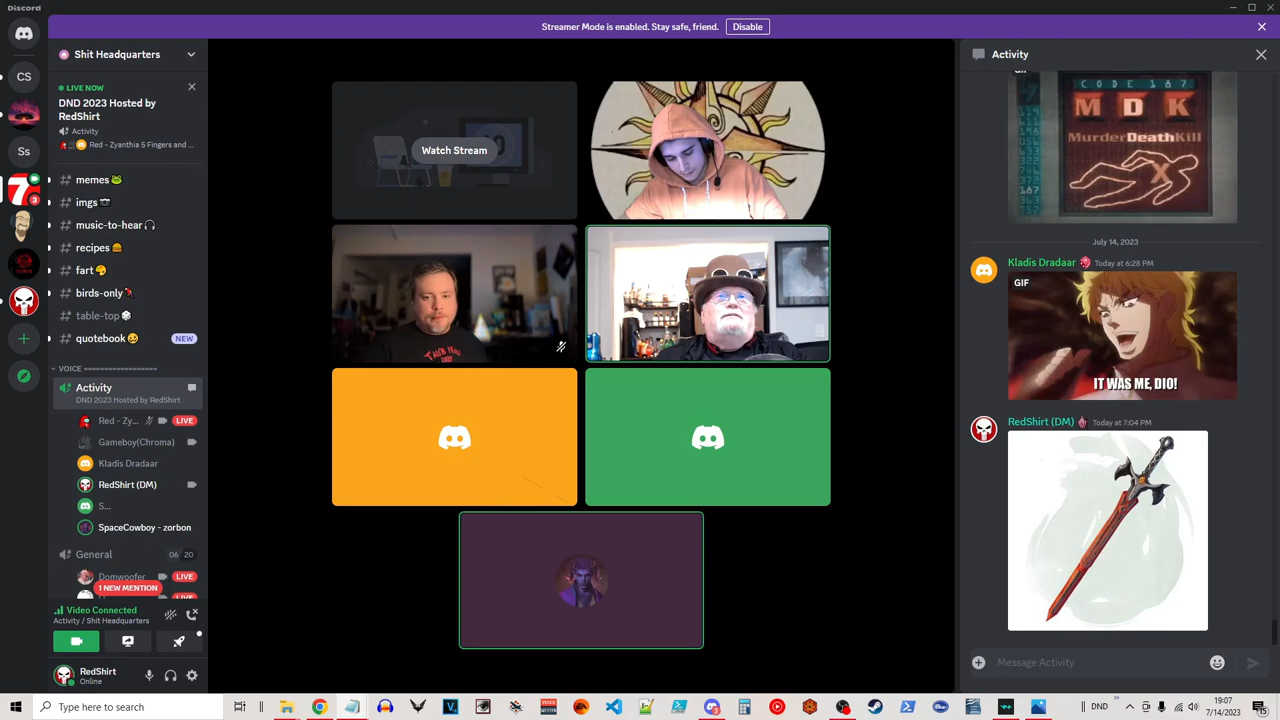 Discord
Streamer Mode is enabled. Stay safe, friend.
Disable
Shit Headquarters
CS
Ss
LIVE NOW
DND 2023 Hosted by
RedShirt
Activity
Red - Zyanthia 5 Fingers and ...
memes
imgs
music-to-hear
recipes
fart
birds-only
table-top
quotebook
NEW
VOICE ==================
Activity
DND 2023 Hosted by RedShirt
Red - Zy...
LIVE
Gameboy(Chroma)
Kladis Dradaar
RedShirt (DM)
S...
SpaceCowboy - zorbon
General
06 20
Domwoofer
LIVE
1 NEW MENTION
Video Connected
Activity / Shit Headquarters
RedShirt
Online
Watch Stream
Activity
CODE 187
MDK
MurderDeathKill
July 14, 2023
Kladis Dradaar
Today at 6:28 PM
GIF
IT WAS ME, DIO!
RedShirt (DM)
Today at 7:04 PM
Message Activity
Type here to search
DND
19:07
7/14/2023